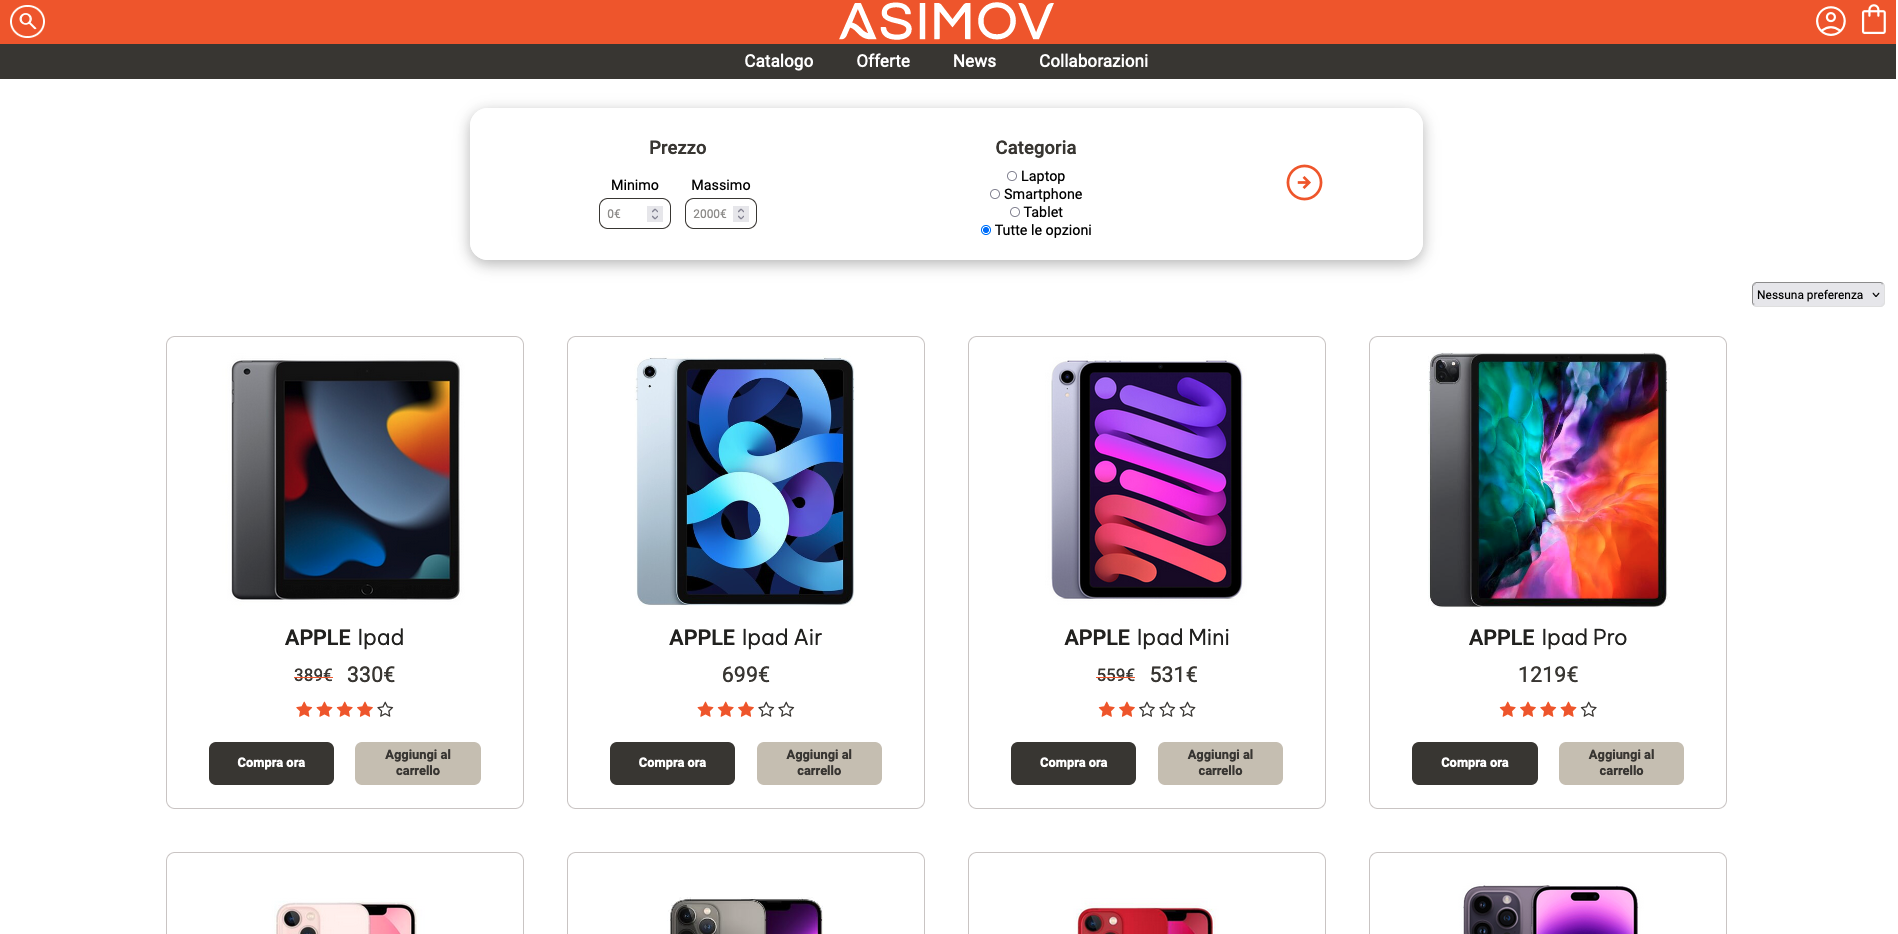 ASIMOV
Catalogo Offerte News Collaborazioni
Prezzo
Minimo Massimo
0€ 2000€
Categoria
Laptop
Smartphone
Tablet
Tutte le opzioni
Nessuna preferenza
APPLE Ipad
389€ 330€
Compra ora
Aggiungi al
carrello
APPLE Ipad Air
699€
Compra ora
Aggiungi al
carrello
APPLE Ipad Mini
559€ 531€
Compra ora
Aggiungi al
carrello
APPLE Ipad Pro
1219€
Compra ora
Aggiungi al
carrello